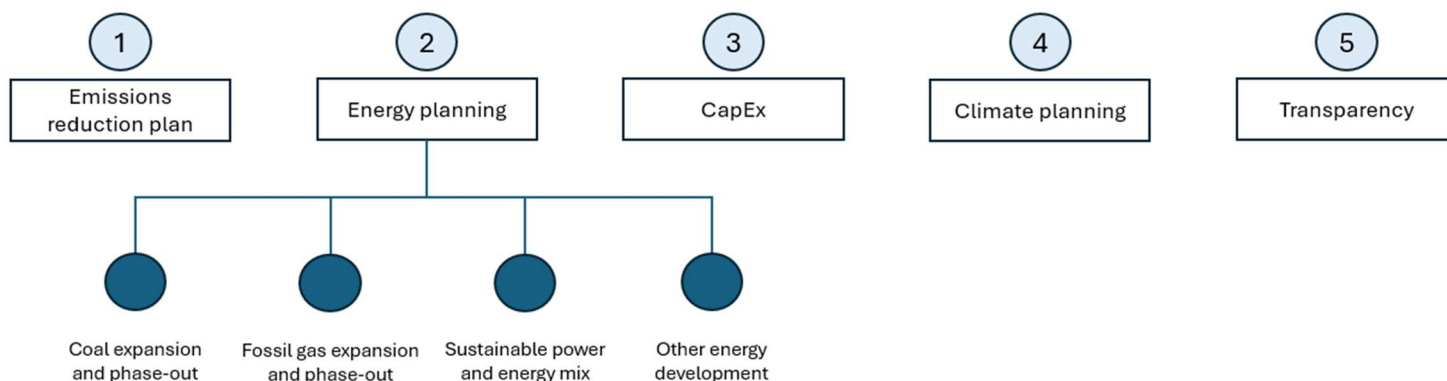 1
Emissions
reduction plan
2
Energy planning
3
CapEx
4
Climate planning
5
Transparency
Coal expansion
and phase-out
Fossil gas expansion
and phase-out
Sustainable power
and energy mix
Other energy
development